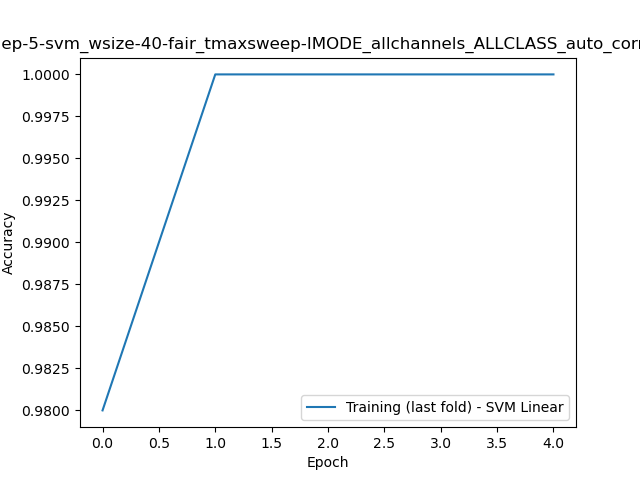 ep-5-svm_wsize-40-fair_tmaxsweep-IMODE_allchannels_ALLCLASS_auto_corr
1.0000
0.9975
0.9950
0.9925
0.9900
0.9875
0.9850
0.9825
0.9800
Accuracy
Training (last fold) - SVM Linear
0.0 0.5 1.0 1.5 2.0 2.5 3.0 3.5 4.0
Epoch